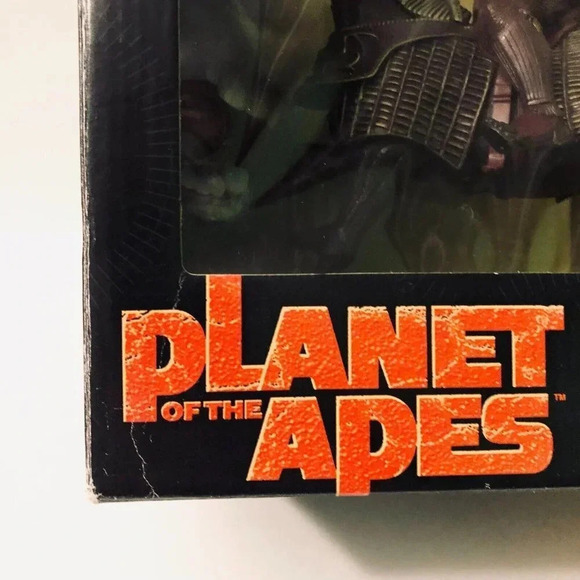 PLANET
OF THE
APES™